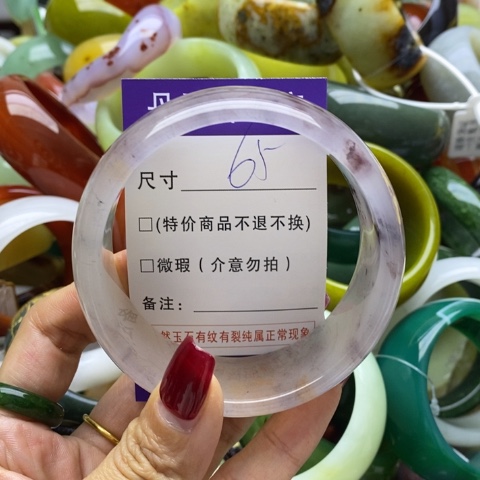 尺寸 65
□(特价商品不退不换)
□微瑕（介意勿拍）
备注：
然玉石有纹有裂纯属正常现象